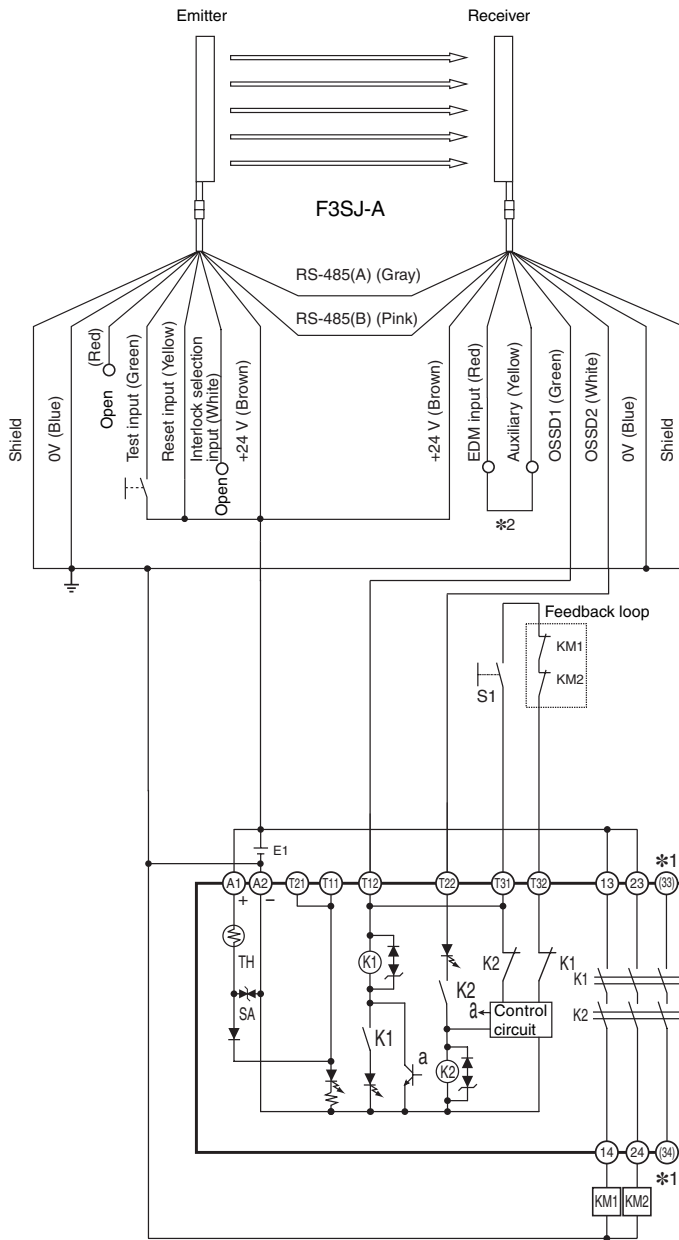 Emitter
Receiver
F3SJ-A
RS-485(A) (Gray)
RS-485(B) (Pink)
Shield
0V (Blue)
(Red)
Open
Test input (Green)
Reset input (Yellow)
Interlock selection
input (White)
Open
+24 V (Brown)
+24 V (Brown)
EDM input (Red)
Auxiliary (Yellow)
OSSD1 (Green)
OSSD2 (White)
0V (Blue)
Shield
*2
Feedback loop
KM1
KM2
S1
E1
*1
A1
A2
T21
T11
T12
T22
T31
T32
13
23
(33)
+
−
TH
SA
K1
K1
a
K2
K2
K2
K1
a
Control
circuit
K1
K2
14
24
(34)
*1
KM1
KM2